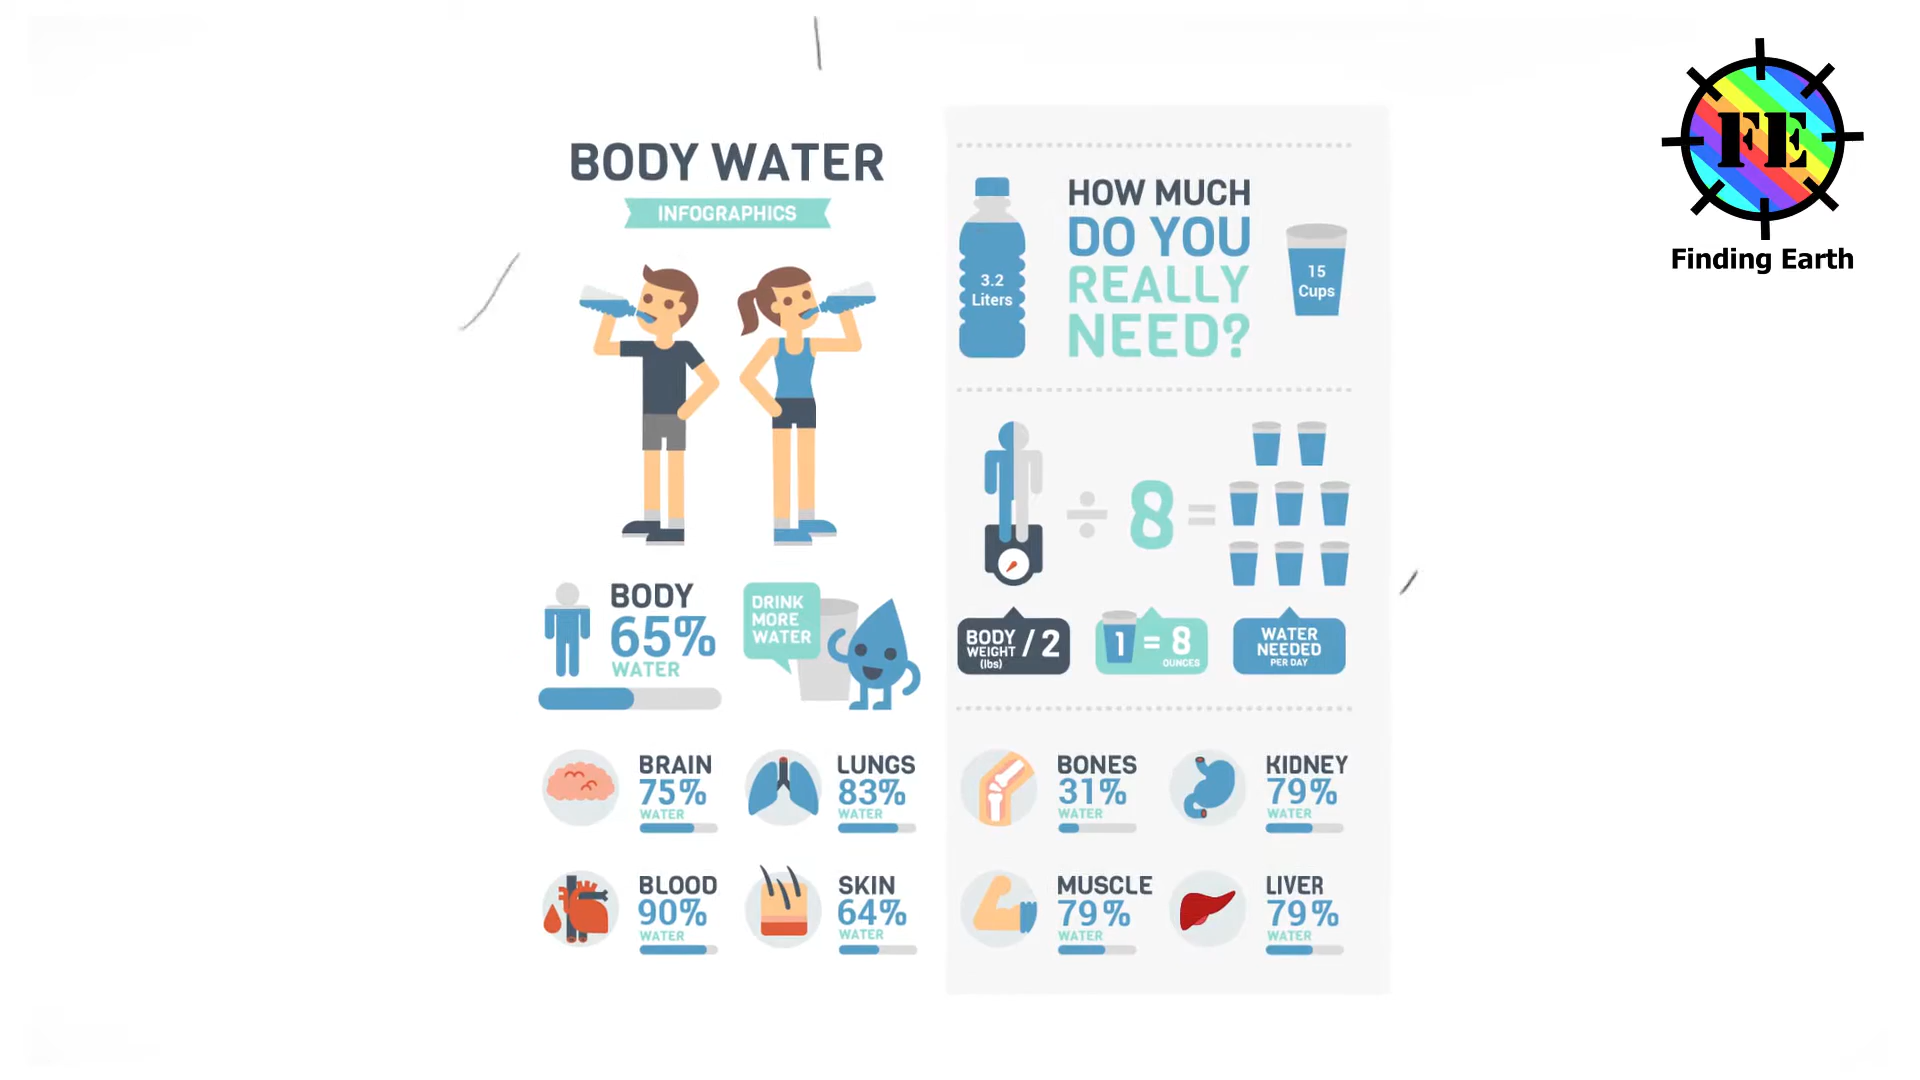 BODY WATER
INFOGRAPHICS
BODY
65%
WATER
DRINK
MORE
WATER
BRAIN
75%
WATER
LUNGS
83%
WATER
BLOOD
90%
WATER
SKIN
64%
WATER
3.2
Liters
HOW MUCH
DO YOU
REALLY
NEED?
15
Cups
÷ 8 =
BODY
WEIGHT
(lbs)
/ 2
1 = 8
OUNCES
WATER
NEEDED
PER DAY
BONES
31%
WATER
KIDNEY
79%
WATER
MUSCLE
79%
WATER
LIVER
79%
WATER
FE
Finding Earth